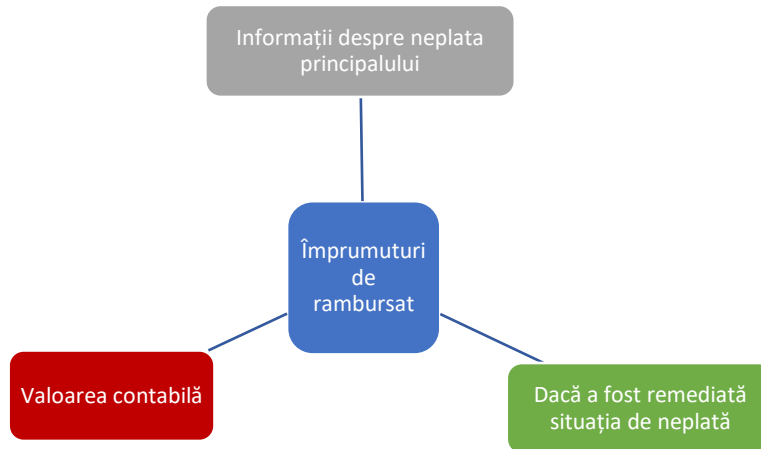 Informații despre neplata
principalului
Împrumuturi
de
rambursat
Valoarea contabilă
Dacă a fost remediată
situația de neplată